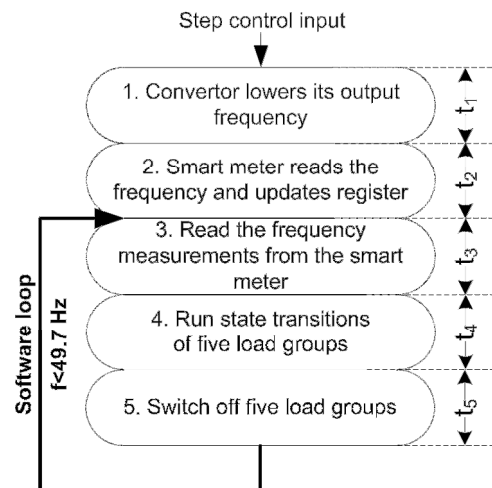 Step control input
1. Convertor lowers its output
frequency
t1
2. Smart meter reads the
frequency and updates register
t2
3. Read the frequency
measurements from the smart
meter
t3
4. Run state transitions
of five load groups
t4
5. Switch off five load groups
t5
Software loop
f<49.7 Hz